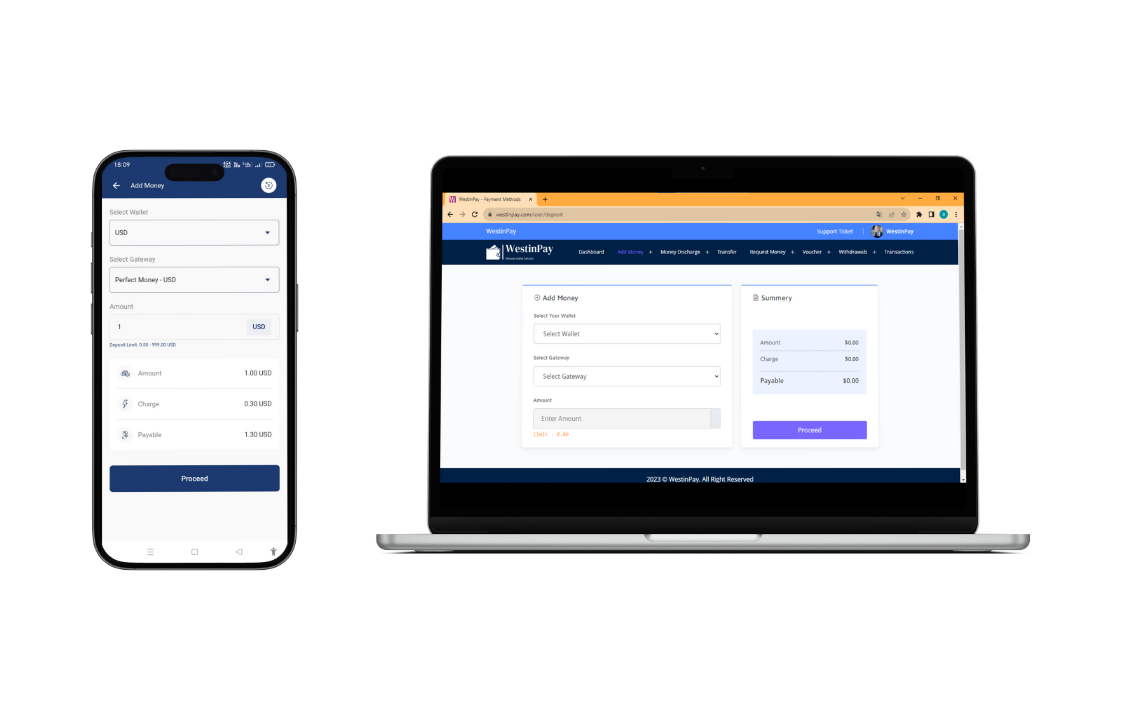 18:09
Add Money
Select Wallet
USD
Select Gateway
Perfect Money - USD
Amount
1
USD
Deposit Limit: 0.68 - 999.00 USD
Amount
1.00 USD
Charge
0.30 USD
Payable
1.30 USD
Proceed
WestinPay - Payment Methods
westinpay.com/user/deposit
WestinPay
Support Ticket
WestinPay
WestinPay
Dashboard
Add Money +
Money Discharge +
Transfer
Request Money +
Voucher +
Withdrawals +
Transactions
Add Money
Select Your Wallet
Select Wallet
Select Gateway
Select Gateway
Amount
Enter Amount
limit : 0.00
Summery
Amount
$0.00
Charge
$0.00
Payable
$0.00
Proceed
2023 © WestinPay. All Right Reserved